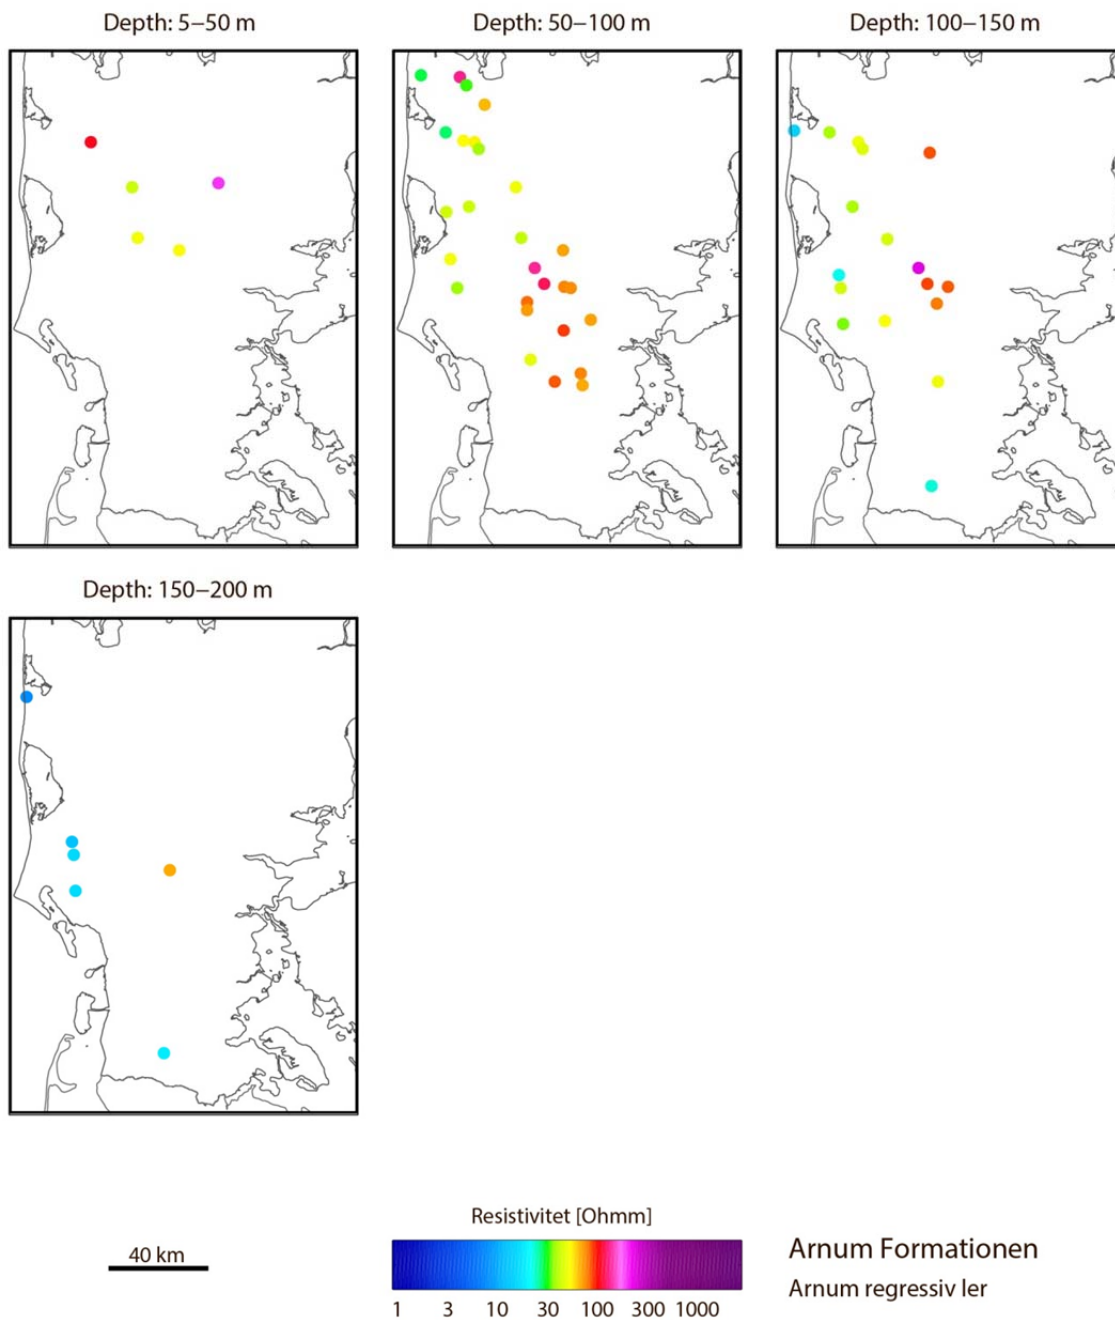 Depth: 5–50 m
Depth: 50–100 m
Depth: 100–150 m
Depth: 150–200 m
Resistivitet [Ohmm]
40 km
1 3 10 30 100 300 1000
Arnum Formationen
Arnum regressiv ler